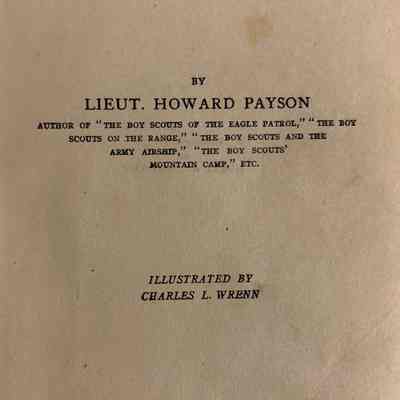 BY
LIEUT. HOWARD PAYSON
AUTHOR OF "THE BOY SCOUTS OF THE EAGLE PATROL," "THE BOY
SCOUTS ON THE RANGE," "THE BOY SCOUTS AND THE
ARMY AIRSHIP," "THE BOY SCOUTS'
MOUNTAIN CAMP," ETC.
ILLUSTRATED BY
CHARLES L. WRENN